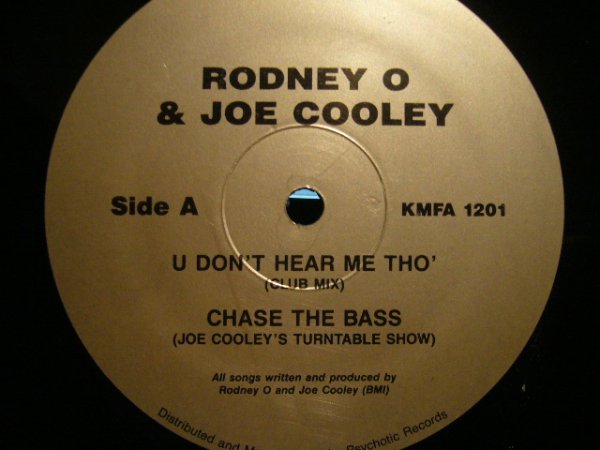 RODNEY O
& JOE COOLEY
Side A
KMFA 1201
U DON'T HEAR ME THO'
(CLUB MIX)
CHASE THE BASS
(JOE COOLEY'S TURNTABLE SHOW)
All songs written and produced by
Rodney O and Joe Cooley (BMI)
Distributed and Psychotic Records